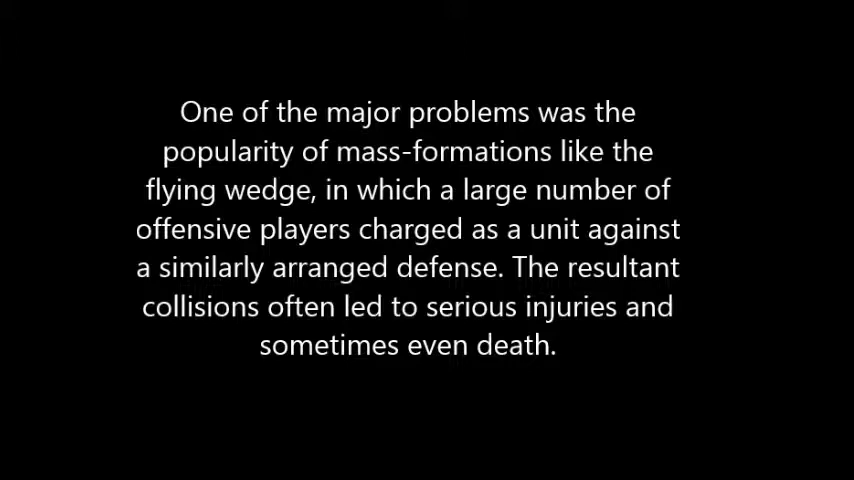 One of the major problems was the
popularity of mass-formations like the
flying wedge, in which a large number of
offensive players charged as a unit against
a similarly arranged defense. The resultant
collisions often led to serious injuries and
sometimes even death.